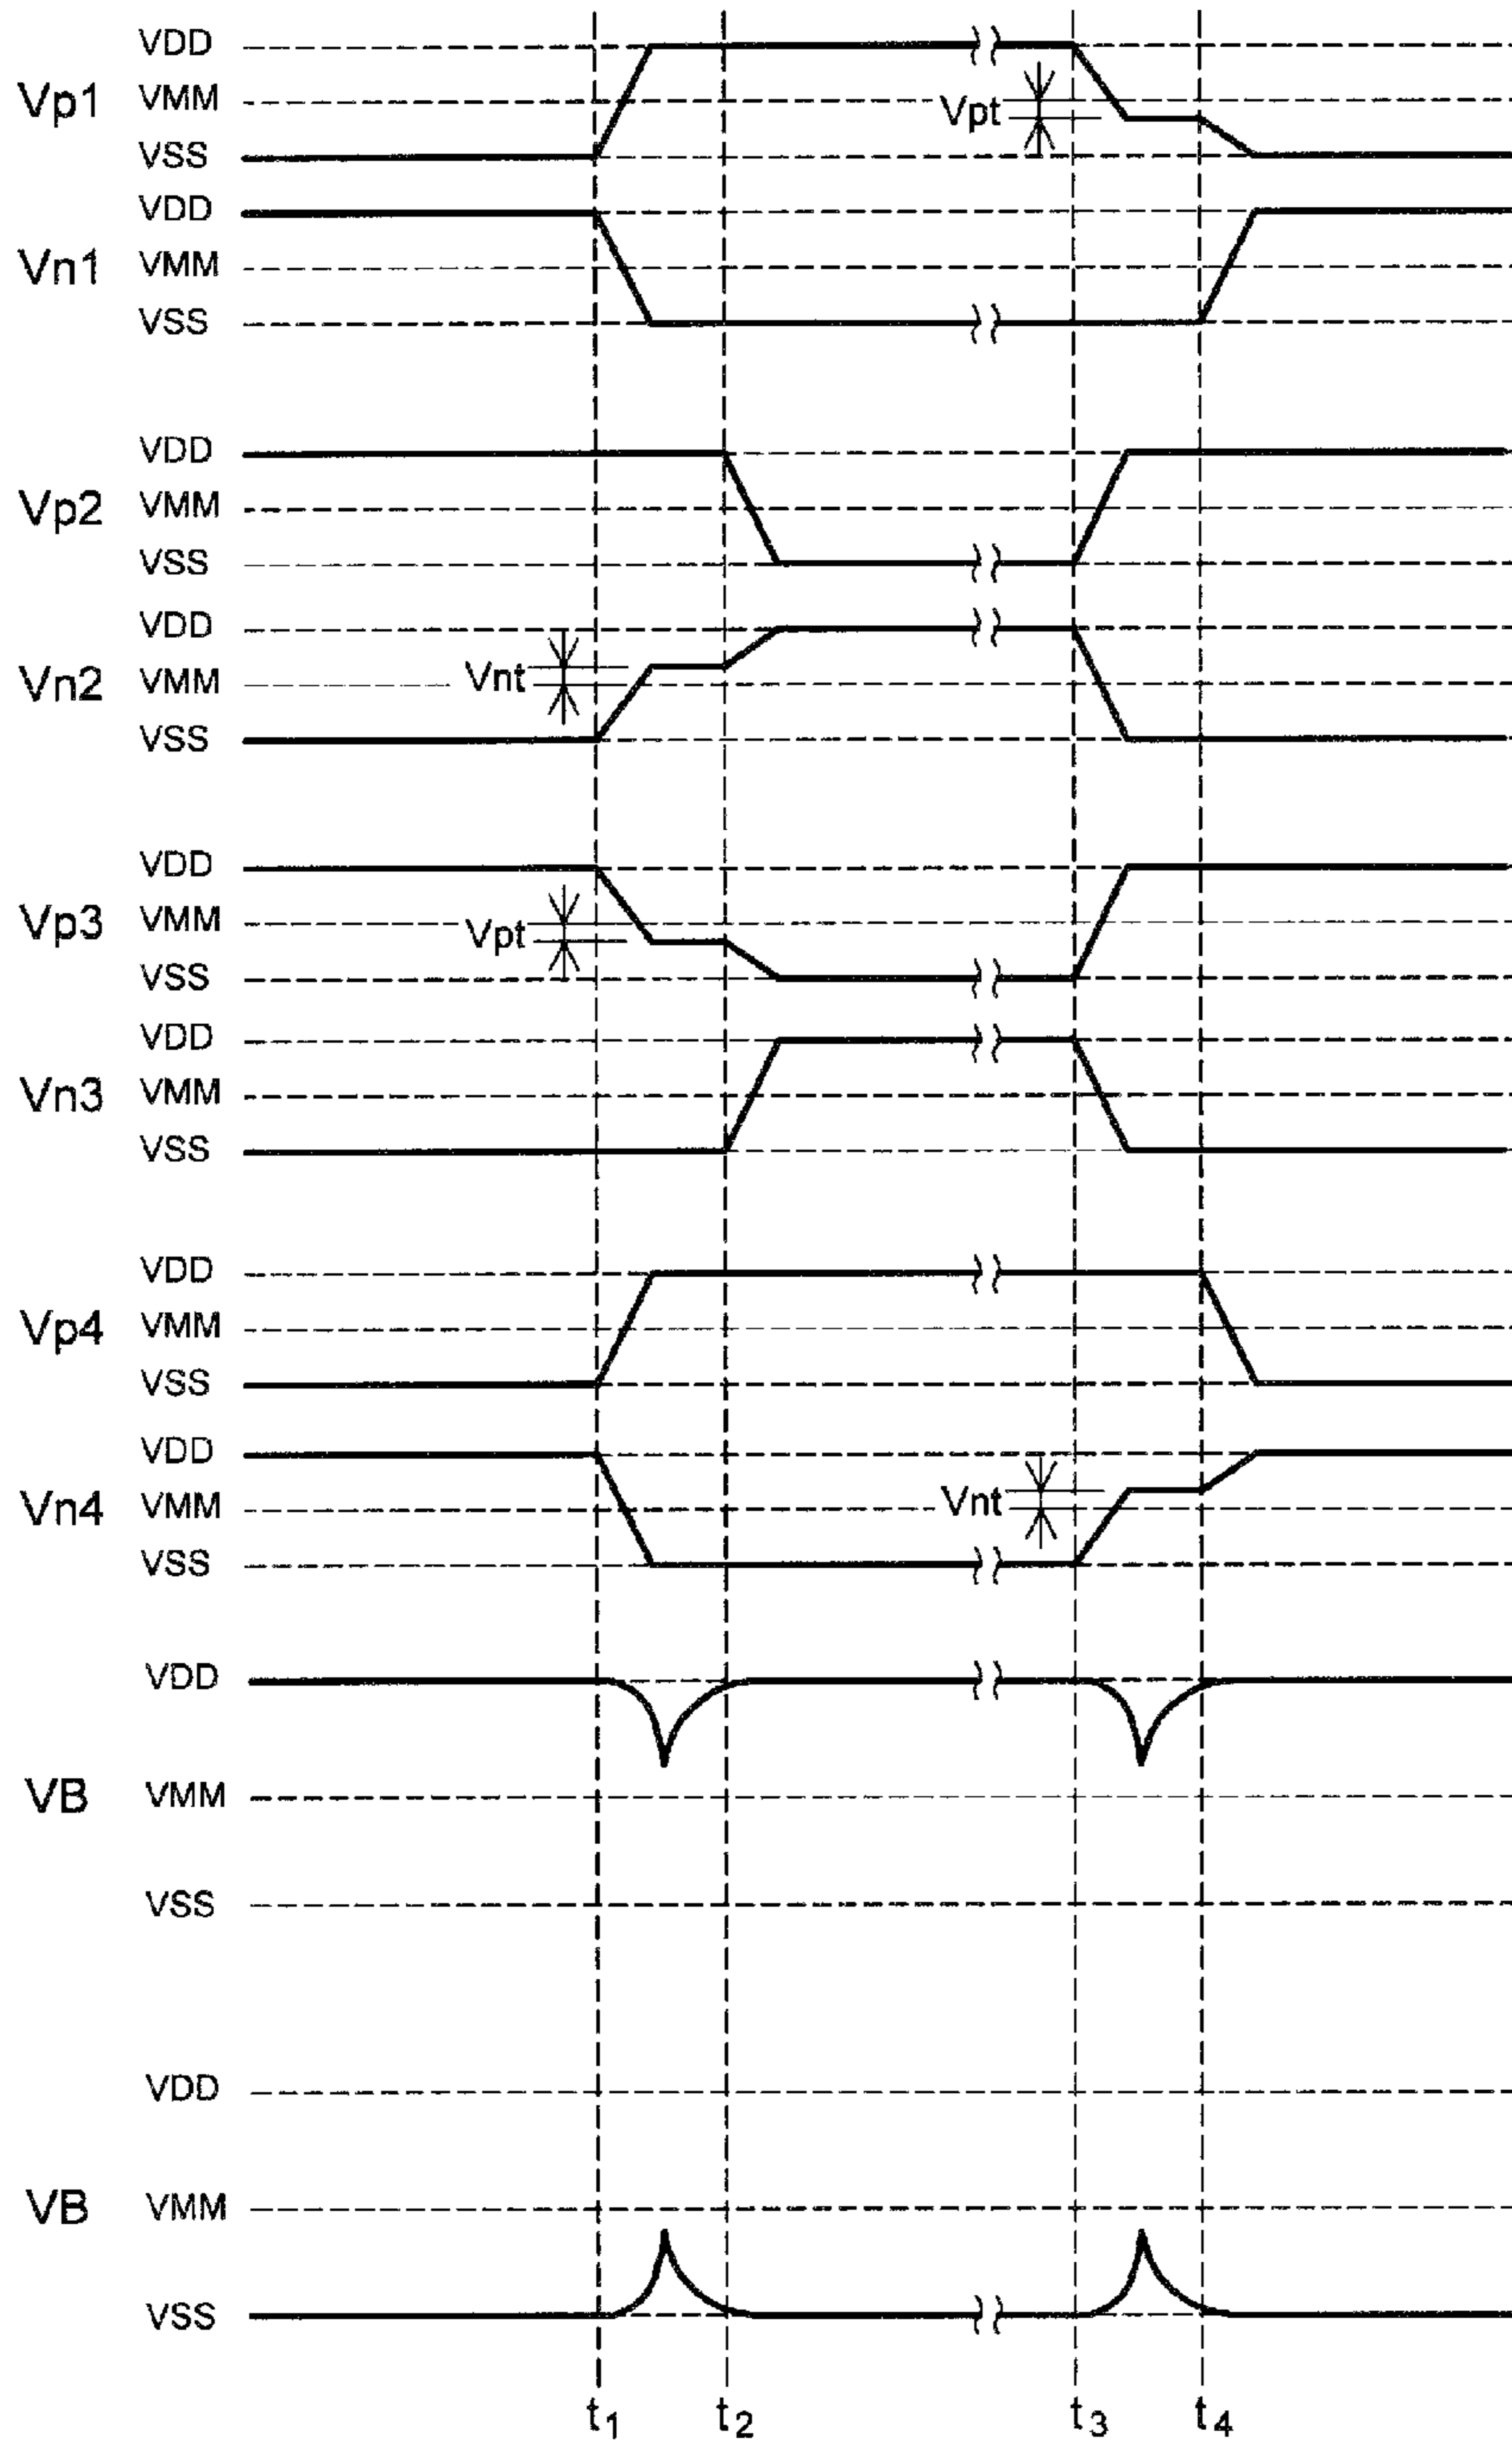 VDD
Vp1 VMM Vpt
VSS
VDD
Vn1 VMM
VSS
VDD
Vp2 VMM
VSS
VDD
Vn2 VMM Vnt
VSS
VDD
Vp3 VMM Vpt
VSS
VDD
Vn3 VMM
VSS
VDD
Vp4 VMM
VSS
VDD
Vn4 VMM Vnt
VSS
VDD
VB VMM
VSS
VDD
VB VMM
VSS
t1 t2 t3 t4